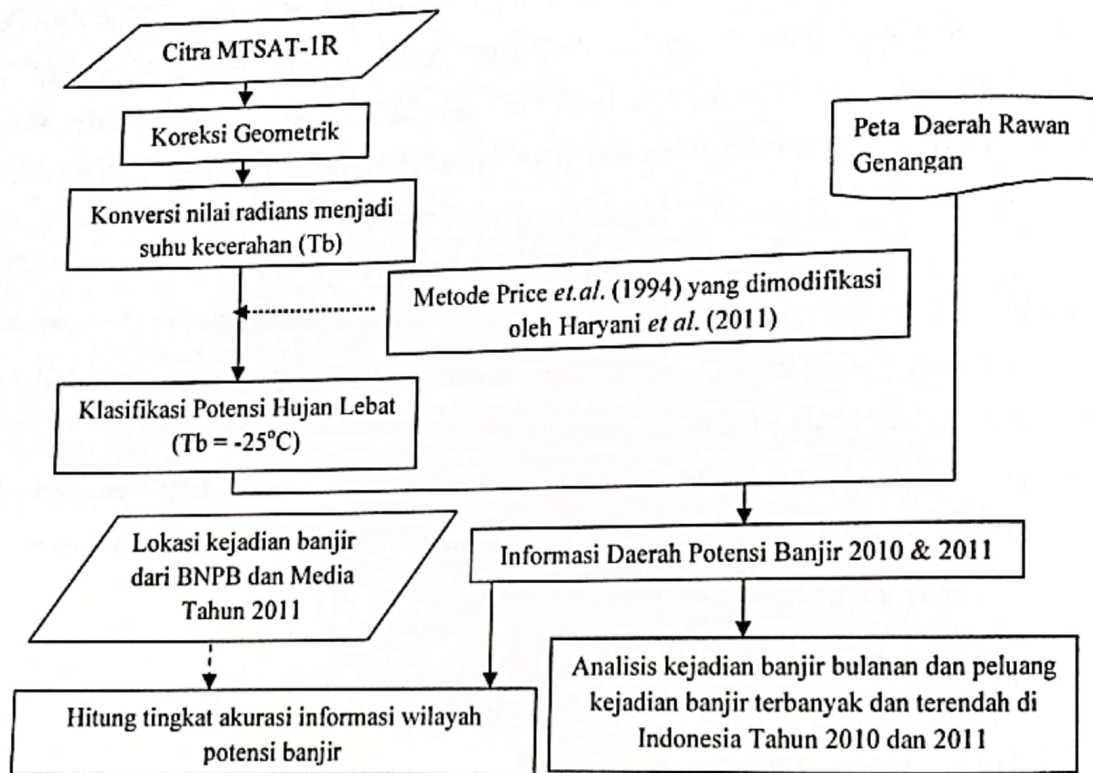 Citra MTSAT-1R
Koreksi Geometrik
Peta Daerah Rawan
Genangan
Konversi nilai radians menjadi
suhu kecerahan (Tb)
Metode Price et.al. (1994) yang dimodifikasi
oleh Haryani et al. (2011)
Klasifikasi Potensi Hujan Lebat
(Tb = -25°C)
Lokasi kejadian banjir
dari BNPB dan Media
Tahun 2011
Informasi Daerah Potensi Banjir 2010 & 2011
Hitung tingkat akurasi informasi wilayah
potensi banjir
Analisis kejadian banjir bulanan dan peluang
kejadian banjir terbanyak dan terendah di
Indonesia Tahun 2010 dan 2011